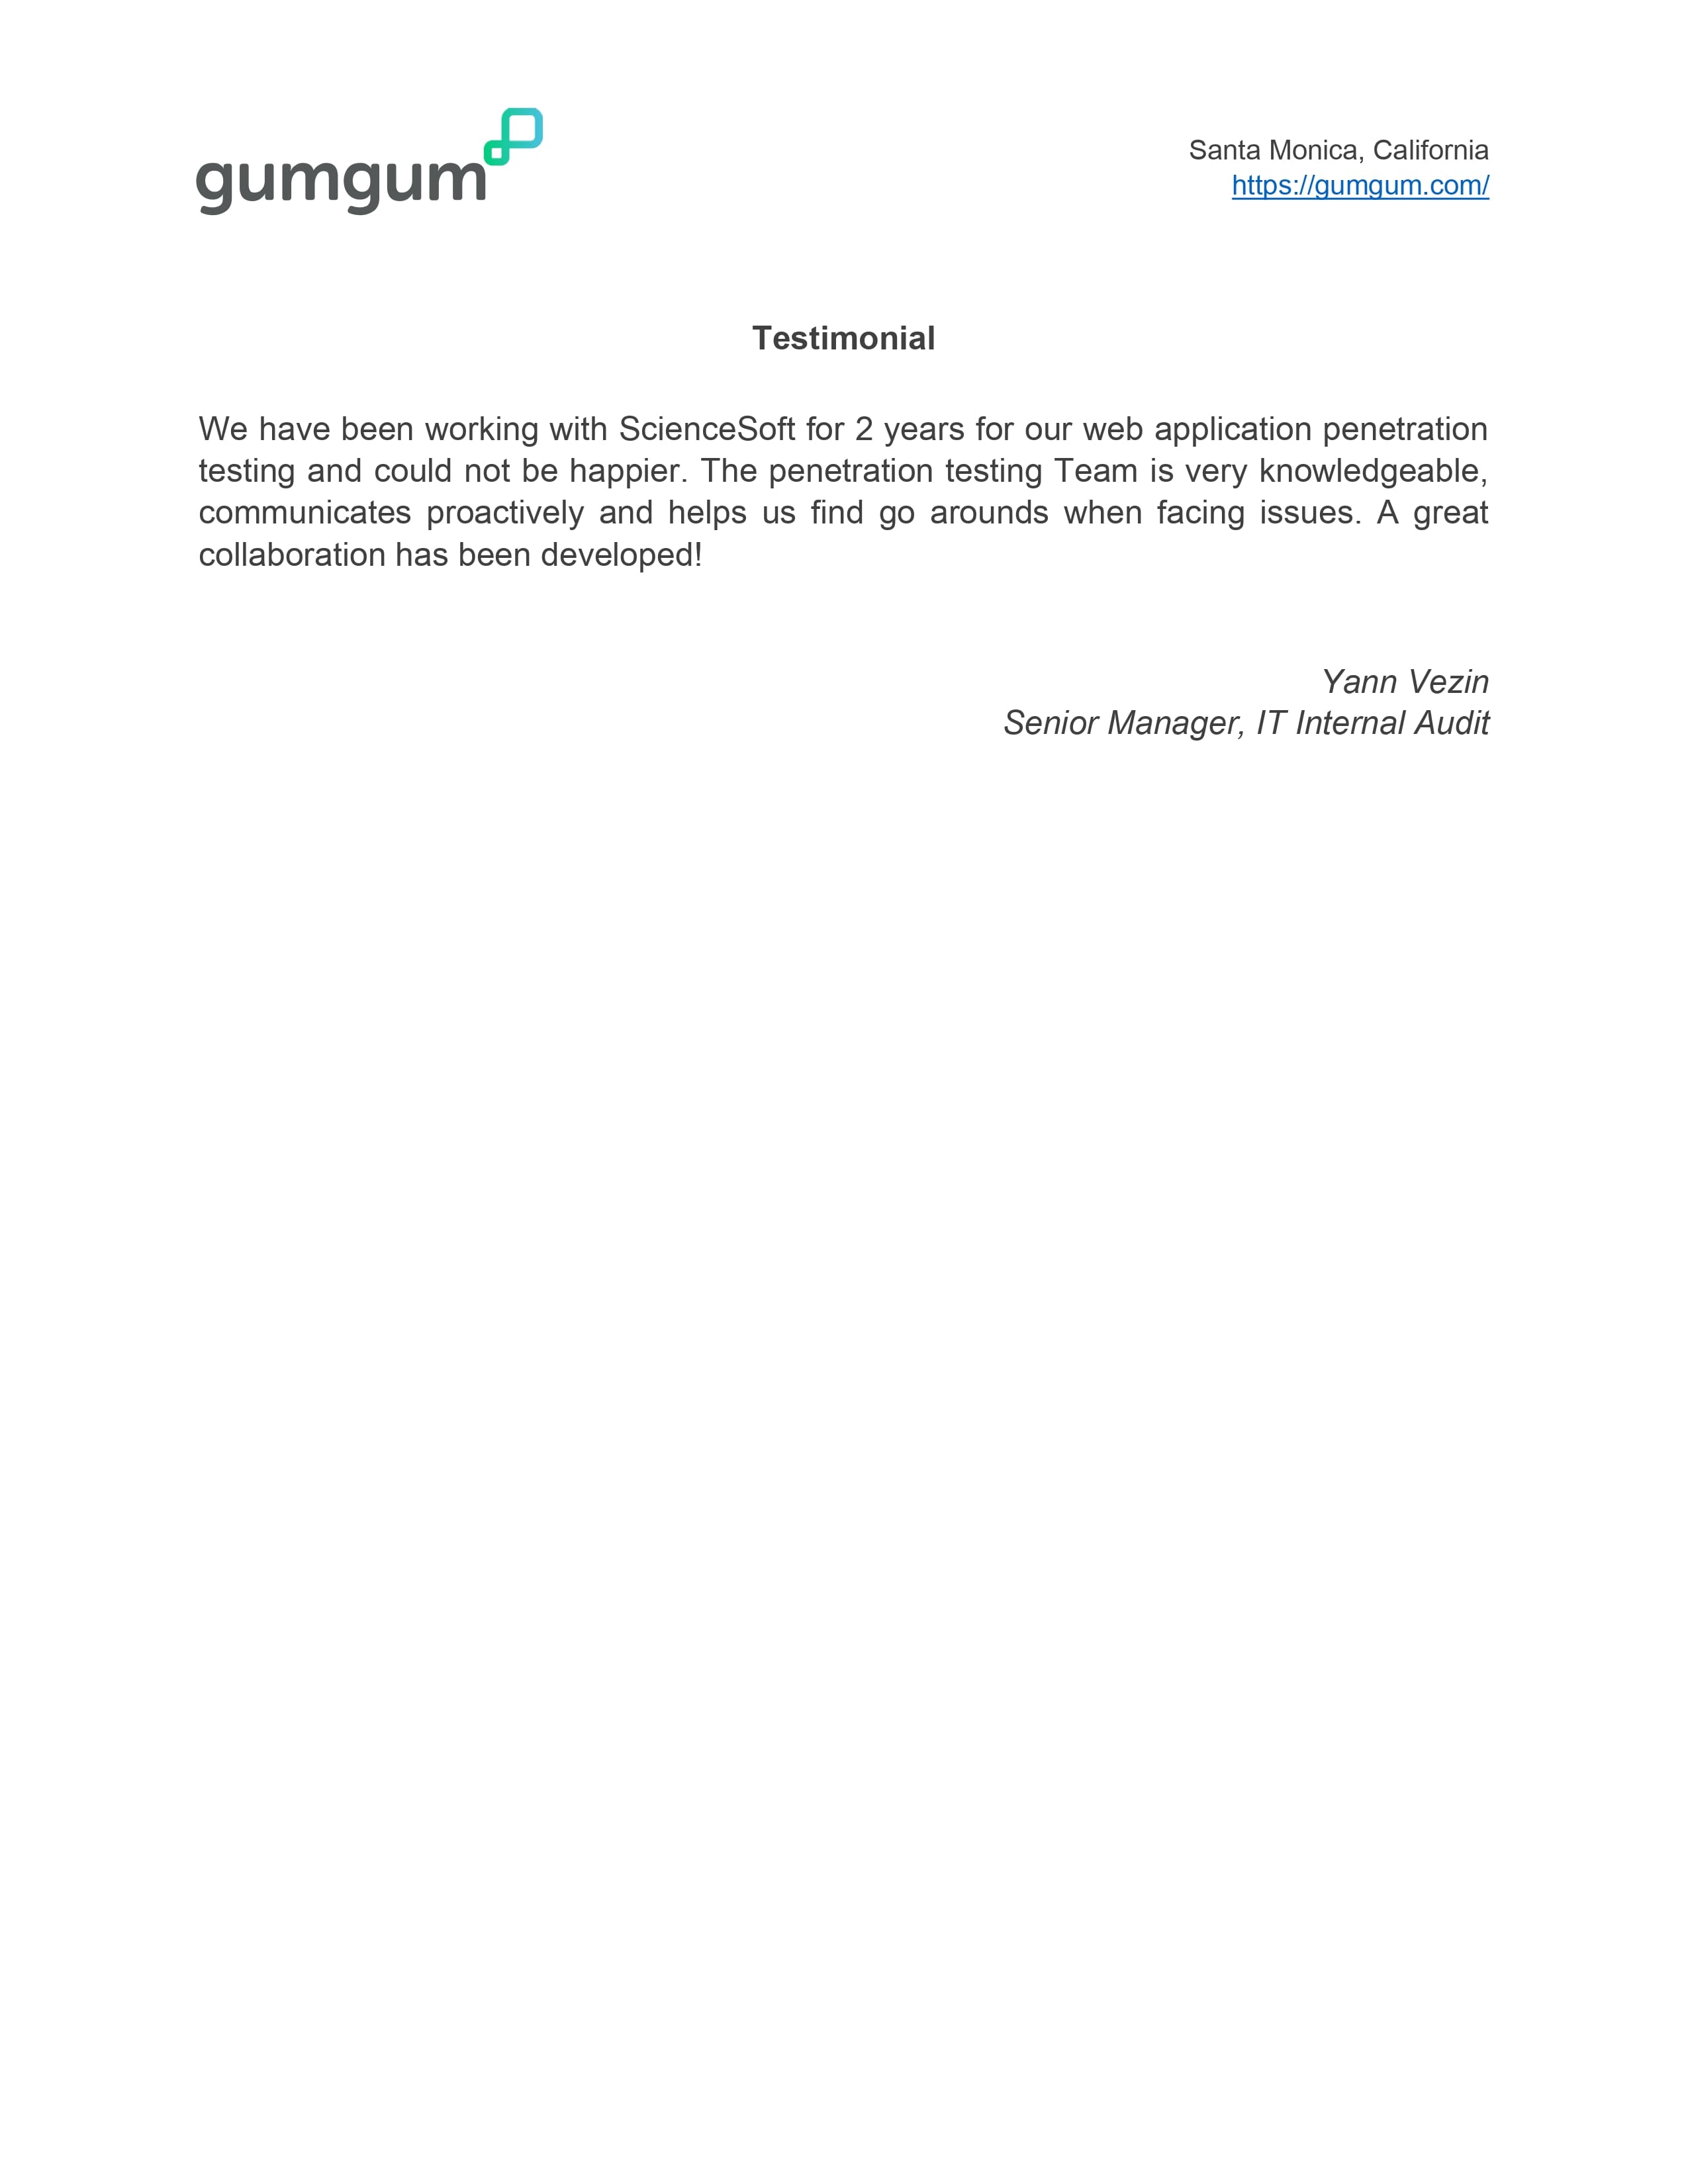 gumgum
Santa Monica, California
https://gumgum.com/
Testimonial
We have been working with ScienceSoft for 2 years for our web application penetration
testing and could not be happier. The penetration testing Team is very knowledgeable,
communicates proactively and helps us find go arounds when facing issues. A great
collaboration has been developed!
Yann Vezin
Senior Manager, IT Internal Audit